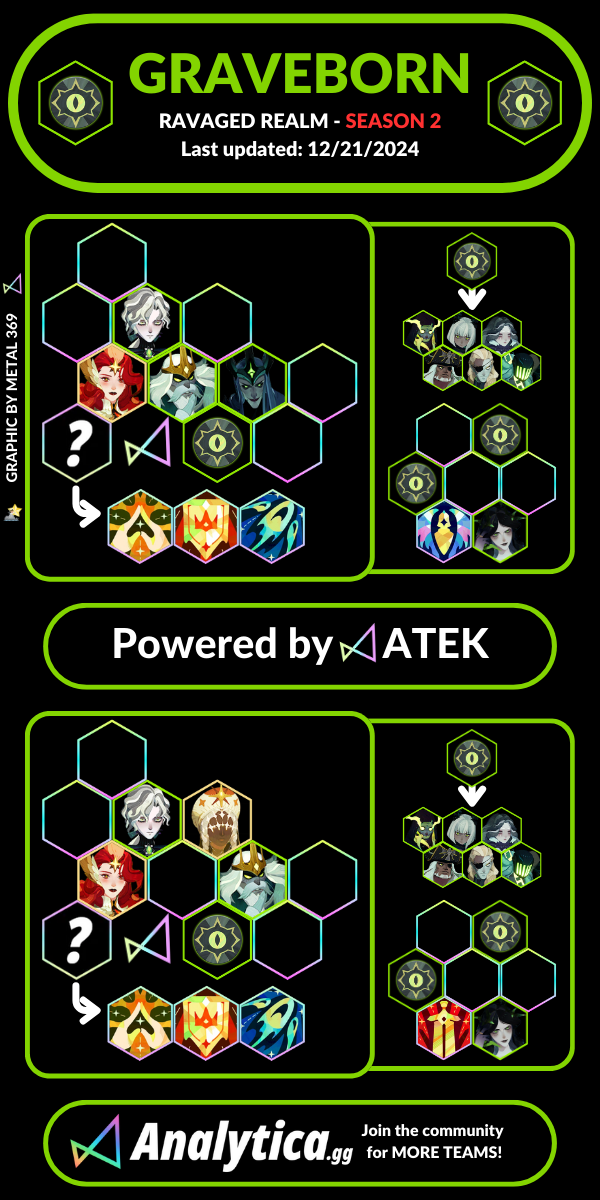 GRAVEBORN
RAVAGED REALM - SEASON 2
Last updated: 12/21/2024
GRAPHIC BY METAL 369
?
Powered by ATEK
?
Analytica.gg
Join the community
for MORE TEAMS!